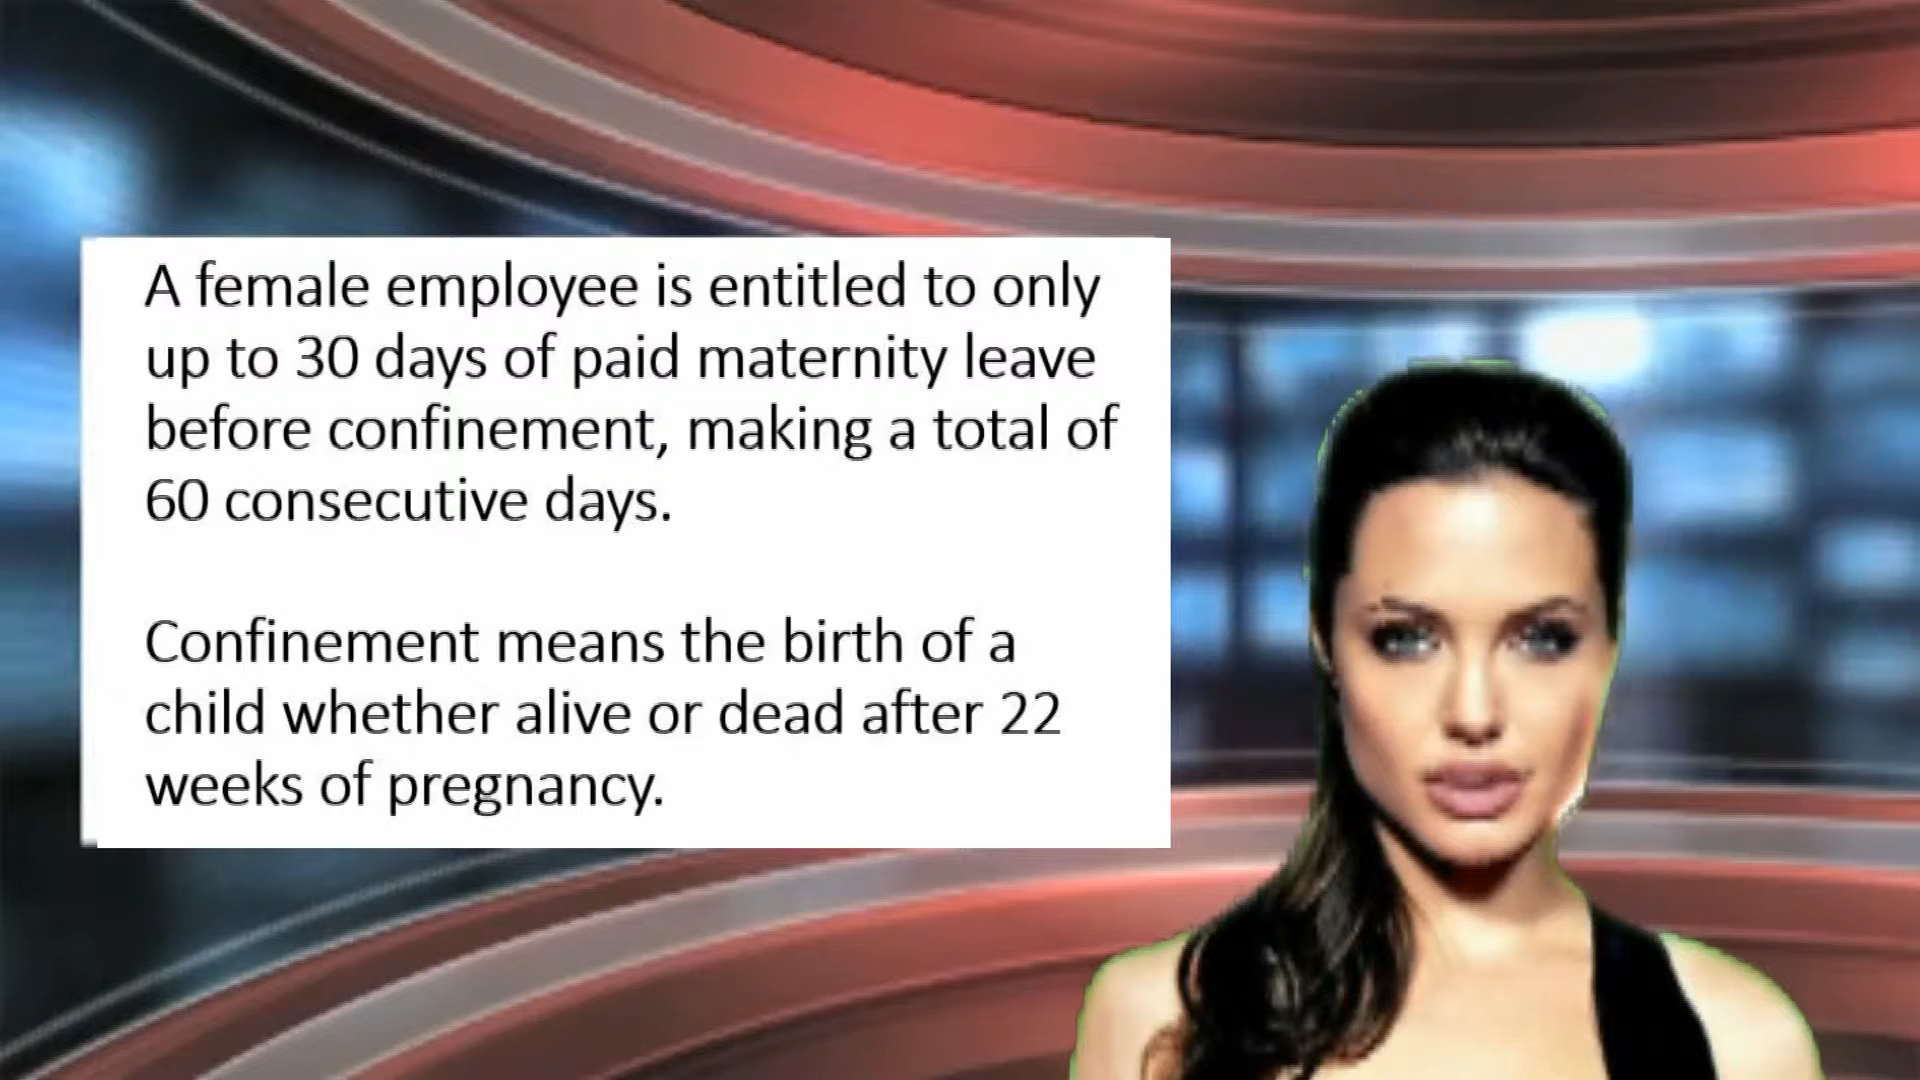 A female employee is entitled to only
up to 30 days of paid maternity leave
before confinement, making a total of
60 consecutive days.
Confinement means the birth of a
child whether alive or dead after 22
weeks of pregnancy.